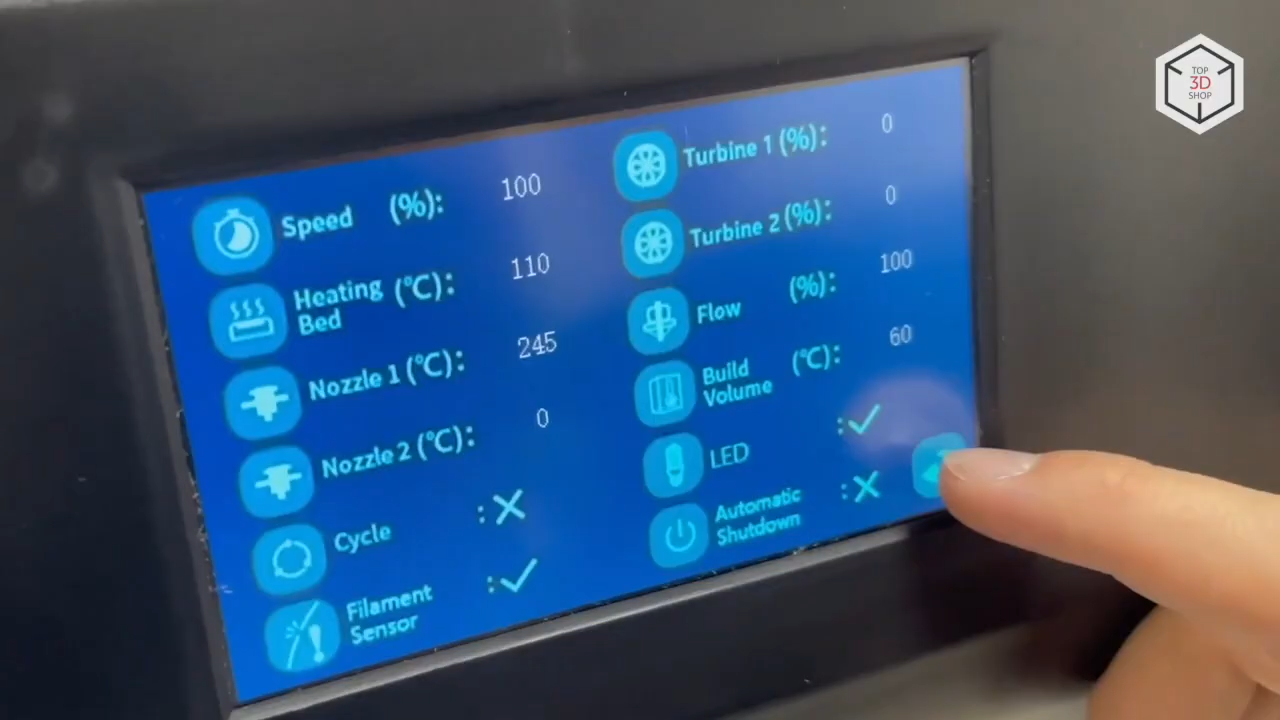 TOP
3D
SHOP
Speed (%): 100
Heating Bed (℃): 110
Nozzle 1 (℃): 245
Nozzle 2 (℃): 0
Cycle :✕
Filament Sensor :✓
Turbine 1 (%): 0
Turbine 2 (%): 0
Flow (%): 100
Build Volume (℃): 60
LED :✓
Automatic Shutdown :✕